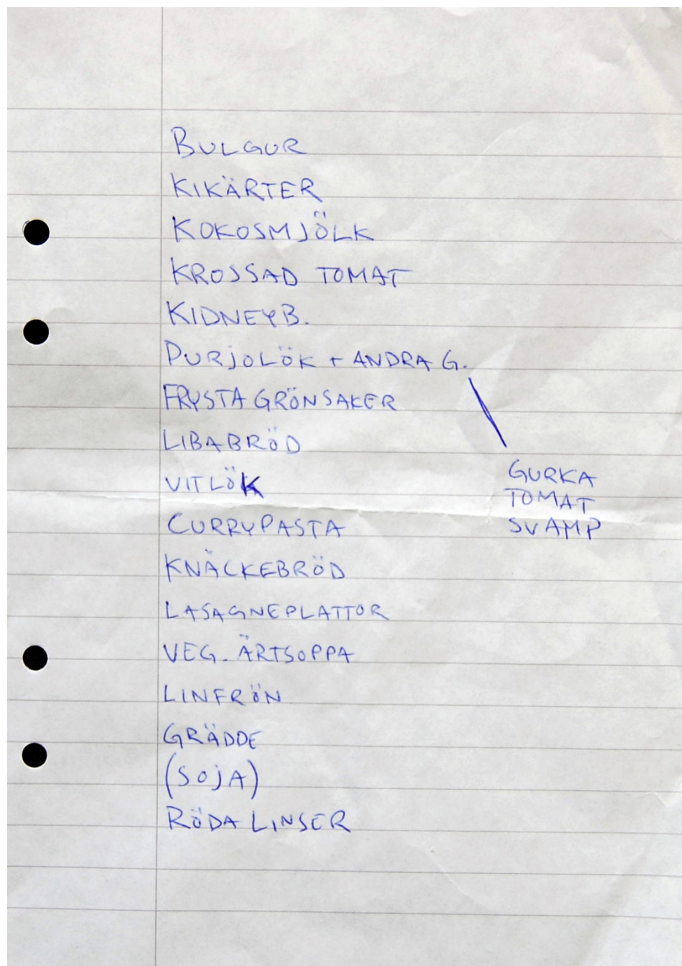 BULGUR
KIKÄRTER
KOKOSMJÖLK
KROSSAD TOMAT
KIDNEYB.
PURJOLÖK + ANDRA G.
FRYSTA GRÖNSAKER
LIBABRÖD
VITLÖK
GURKA
TOMAT
SVAMP
CURRYPASTA
KNÄCKEBRÖD
LASAGNEPLATTOR
VEG. ÄRTSOPPA
LINFRÖN
GRÄDDE
(SOJA)
RÖDA LINSER